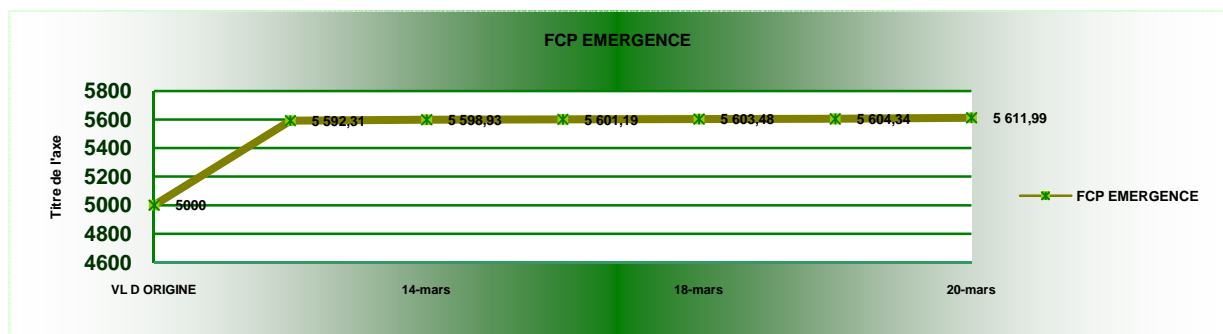 FCP EMERGENCE
5800
5600
5400
5200
5000
4800
4600
Titre de l'axe
5000
5 592,31
5 598,93
5 601,19
5 603,48
5 604,34
5 611,99
FCP EMERGENCE
VL D ORIGINE
14-mars
18-mars
20-mars